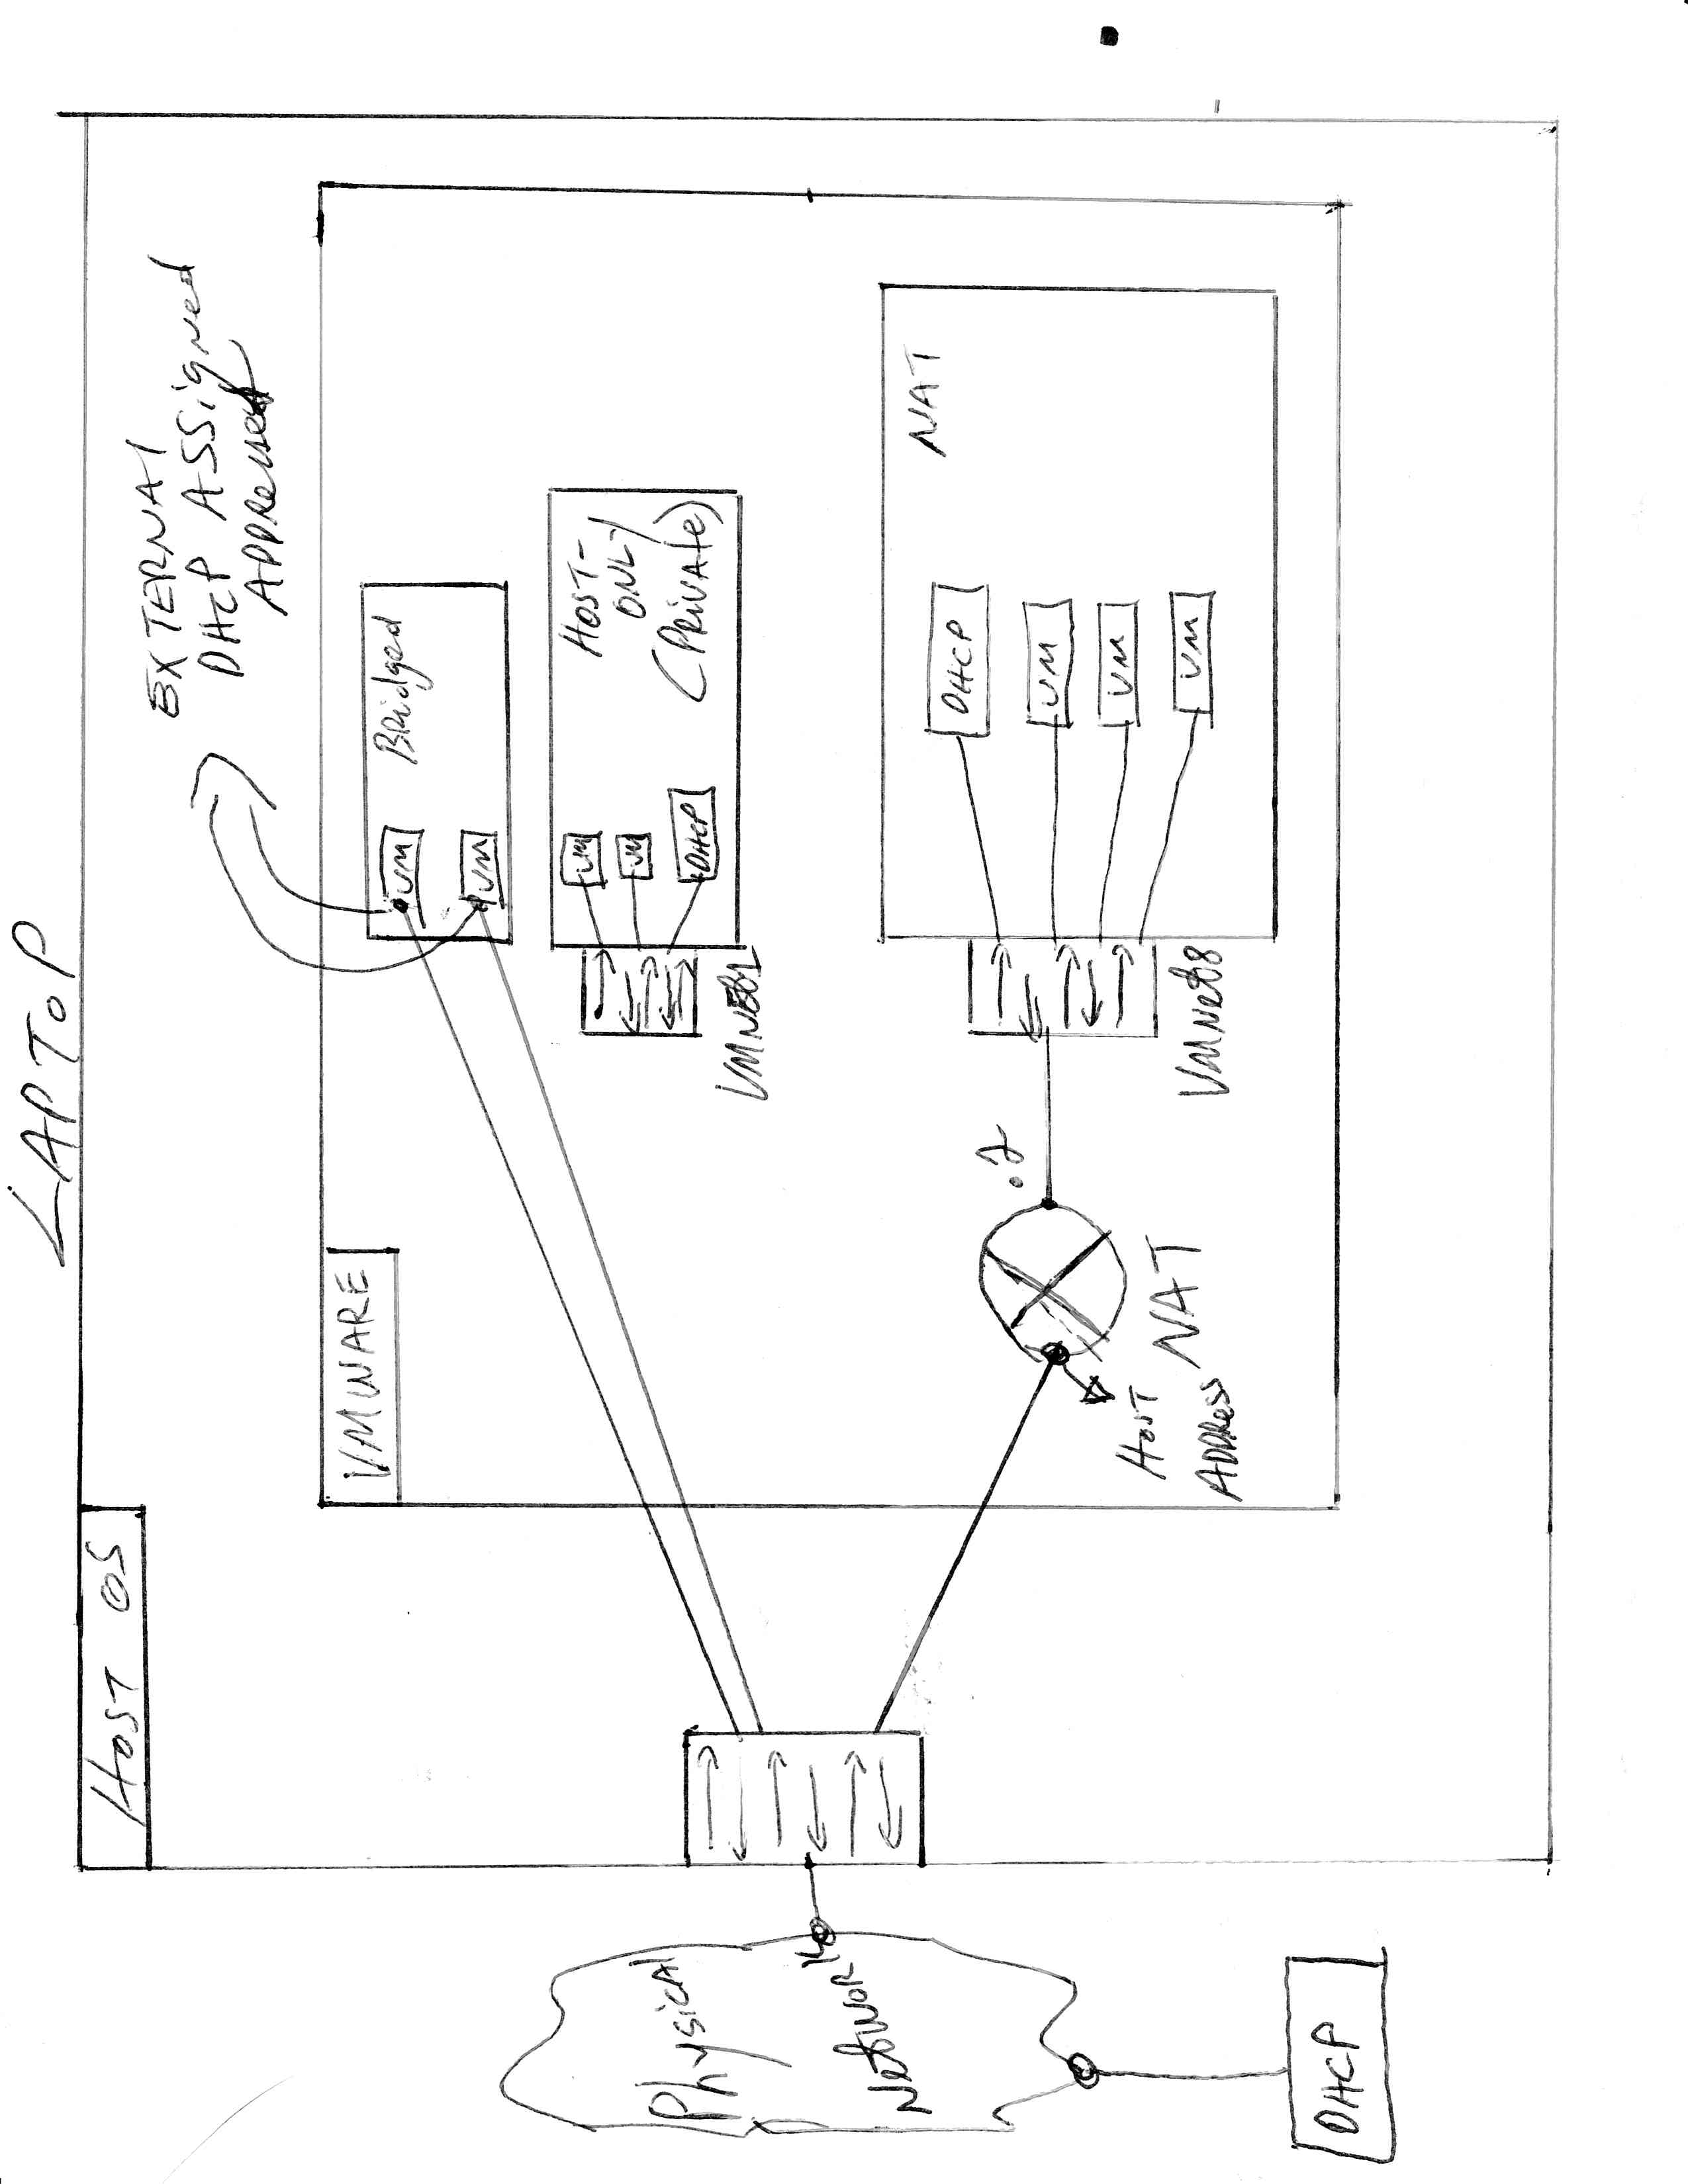 LAPTOP
HOST OS
EXTERNAL
DHCP ASSigned
ADDresses
VMWARE
VM
Bridged
VM
VM
HOST-
ONLY
(Private)
VM
DHCP
VMNET1
Physical
Network
NAT
DHCP
.2
VM
VM
VM
HOST
ADDRess
NAT
VMNet8
DHCP